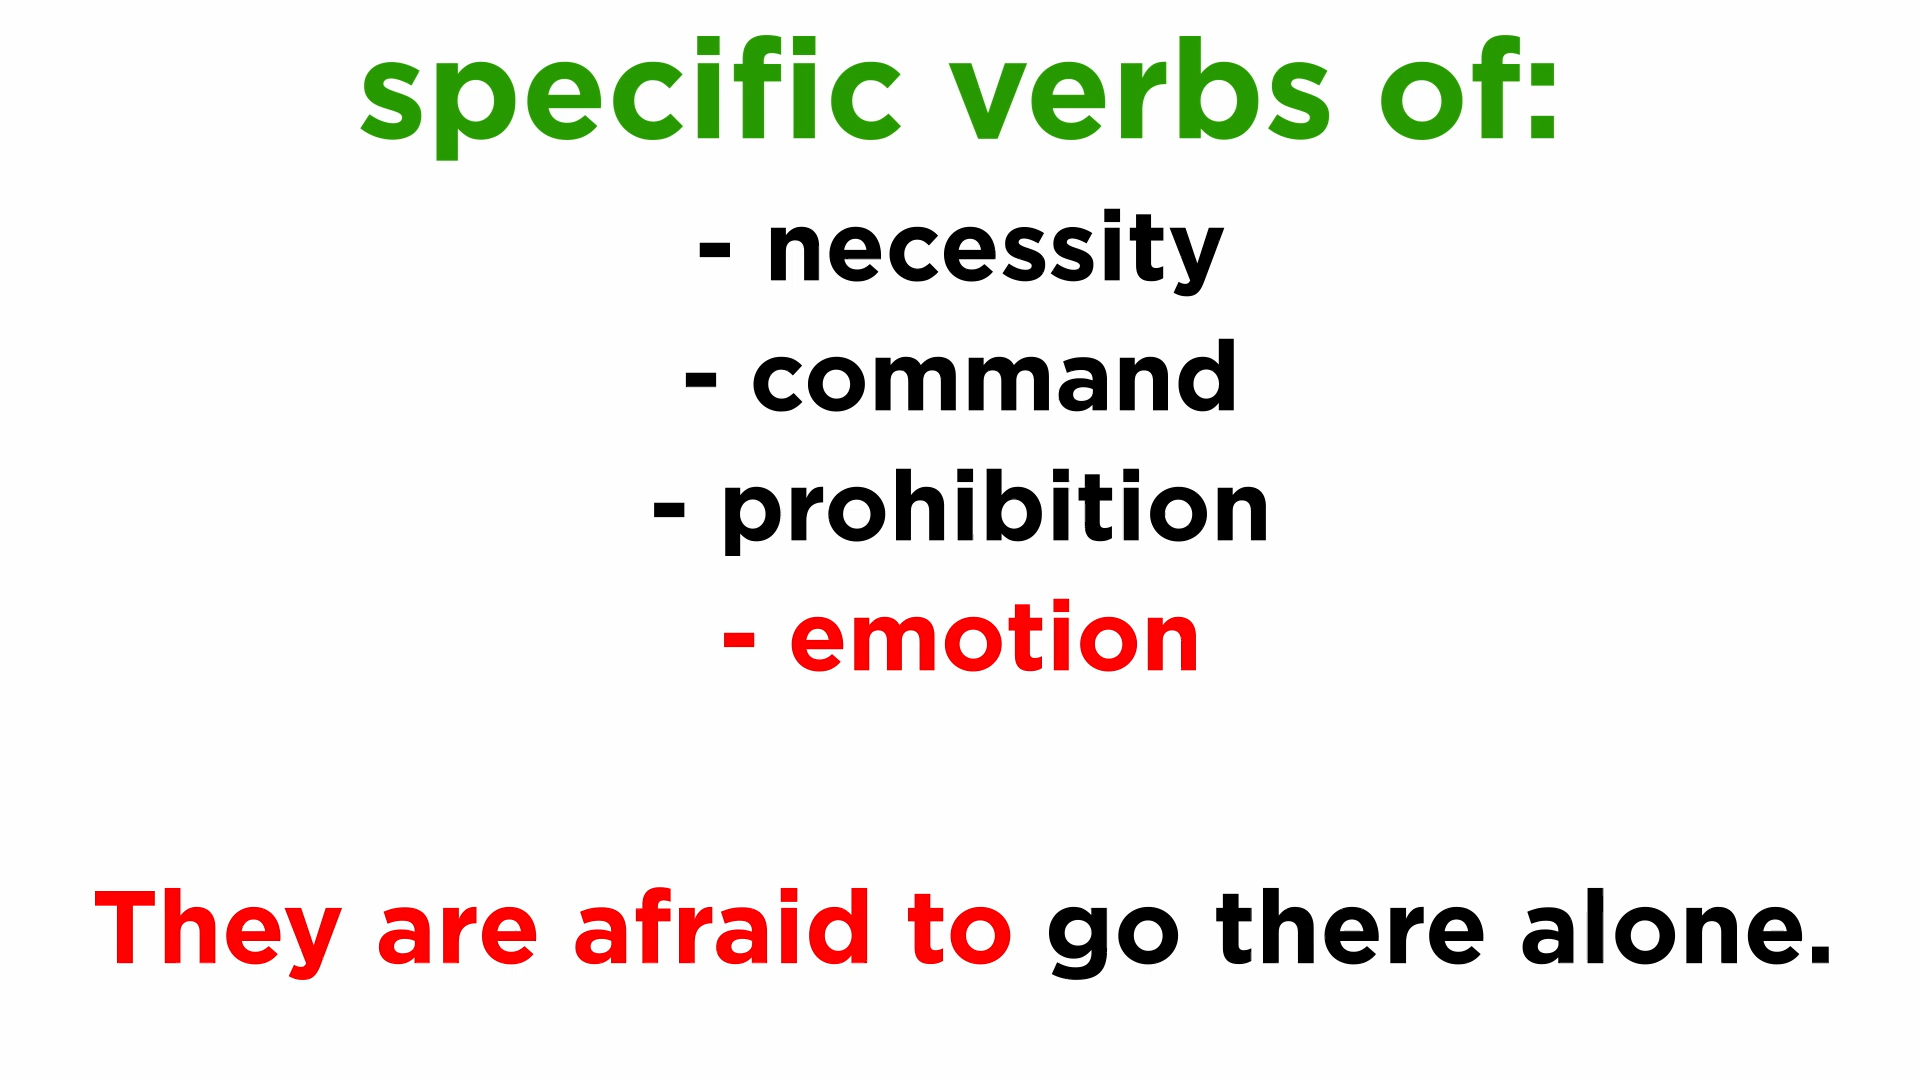 specific verbs of:
- necessity
- command
- prohibition
- emotion
They are afraid to go there alone.